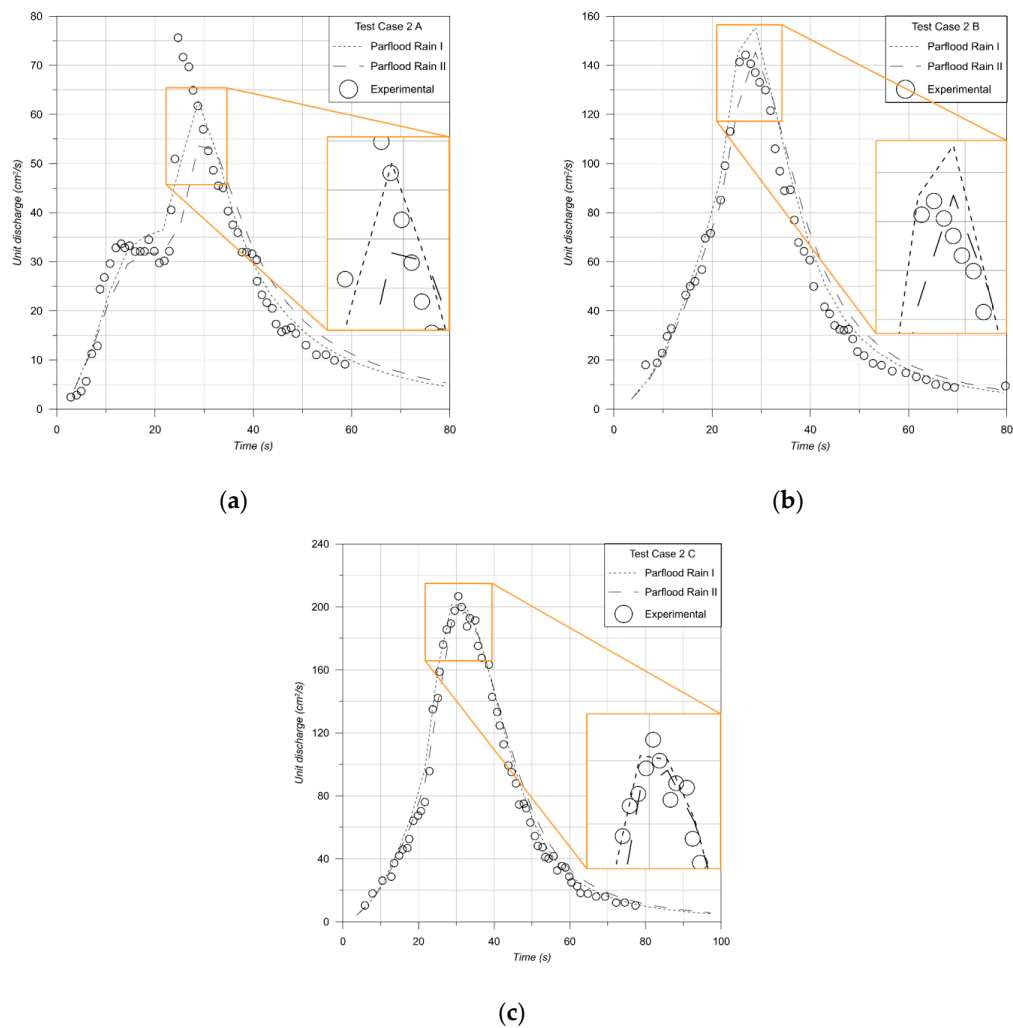 Test Case 2 A
Parflood Rain I
Parflood Rain II
Experimental
80
70
60
50
40
30
20
10
0
Unit discharge (cm²/s)
0 20 40 60 80
Time (s)
(a)
Test Case 2 B
Parflood Rain I
Parflood Rain II
Experimental
160
140
120
100
80
60
40
20
0
Unit discharge (cm²/s)
0 20 40 60 80
Time (s)
(b)
Test Case 2 C
Parflood Rain I
Parflood Rain II
Experimental
240
200
160
120
80
40
0
Unit discharge (cm²/s)
0 20 40 60 80 100
Time (s)
(c)